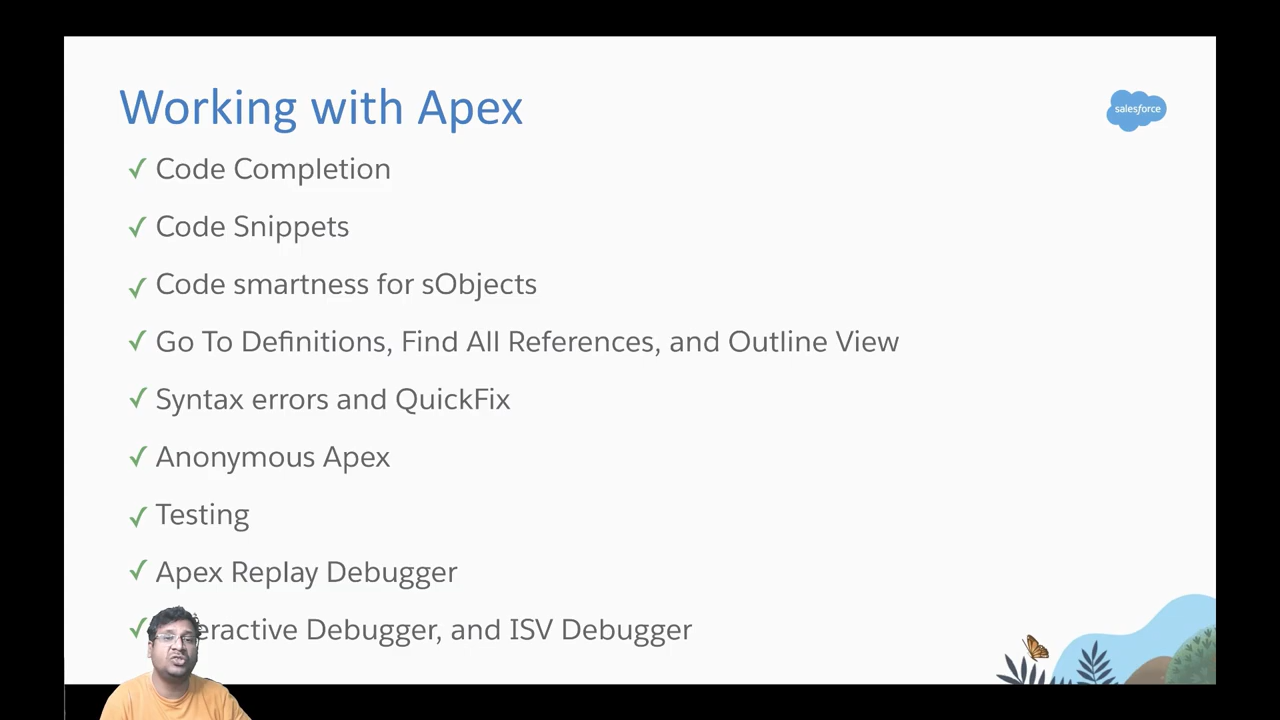 Working with Apex
salesforce
Code Completion
Code Snippets
Code smartness for sObjects
Go To Definitions, Find All References, and Outline View
Syntax errors and QuickFix
Anonymous Apex
Testing
Apex Replay Debugger
Debugger, and ISV Debugger